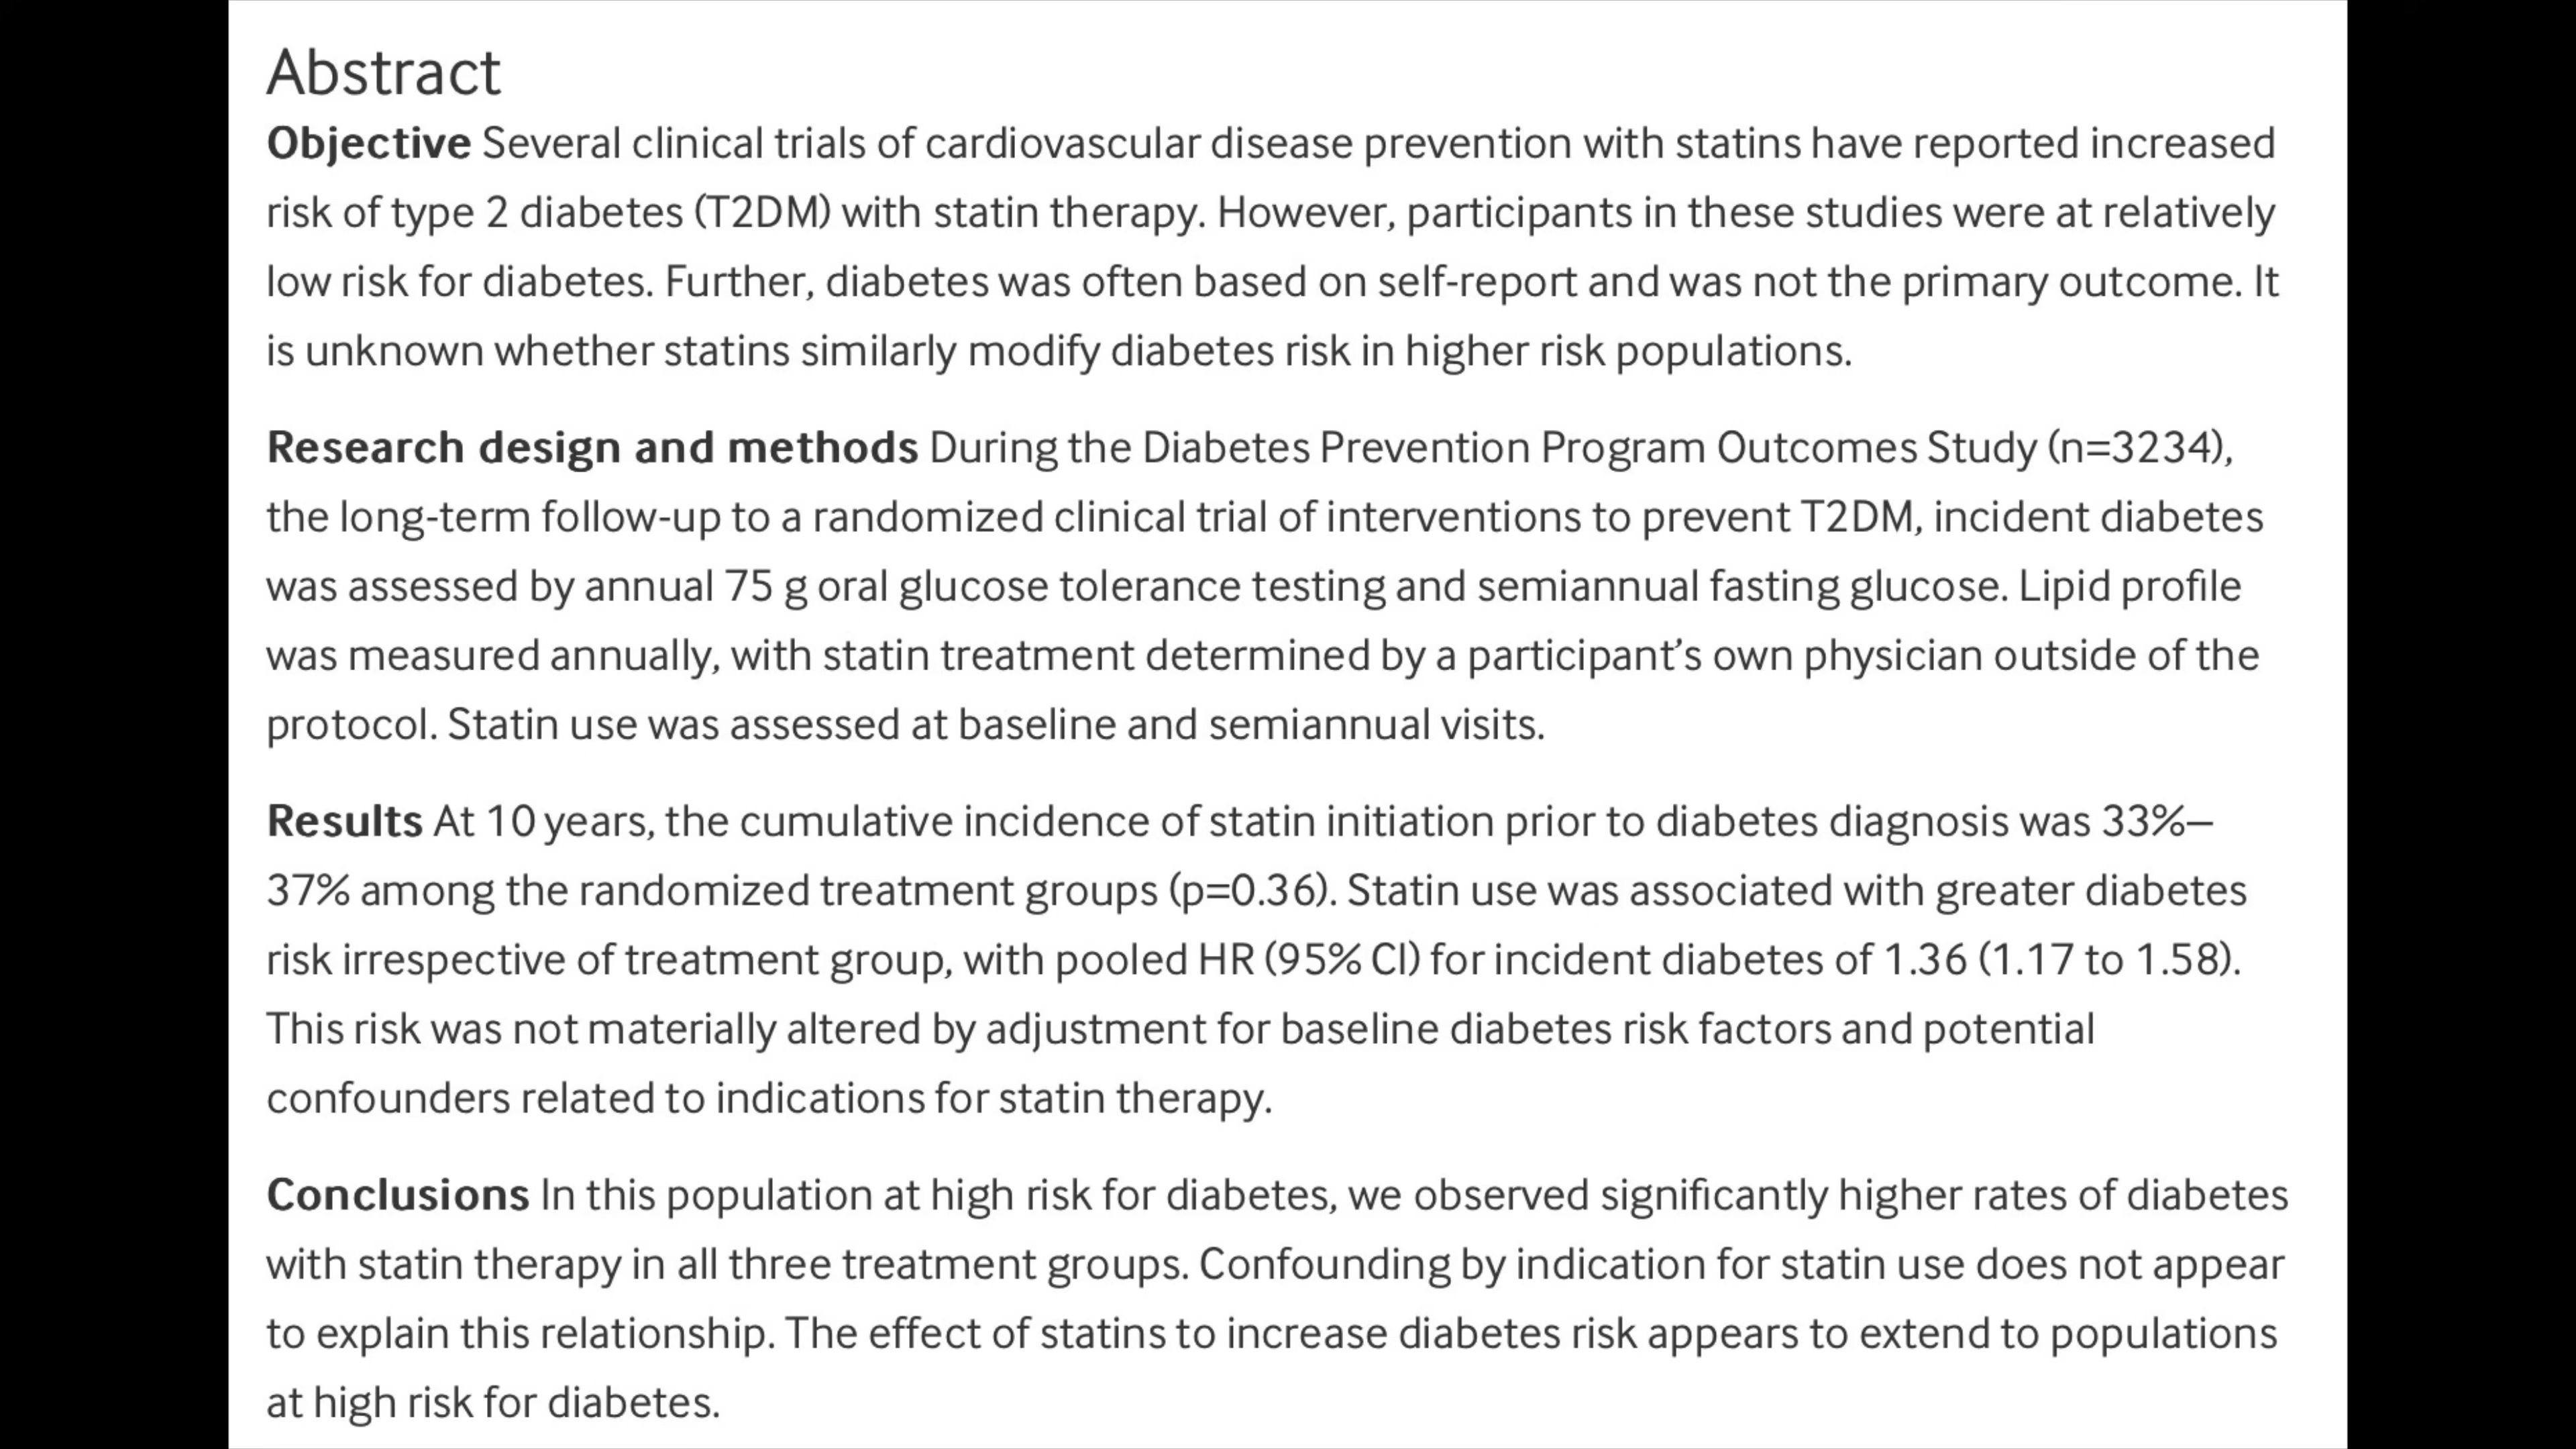 Abstract
Objective Several clinical trials of cardiovascular disease prevention with statins have reported increased
risk of type 2 diabetes (T2DM) with statin therapy. However, participants in these studies were at relatively
low risk for diabetes. Further, diabetes was often based on self-report and was not the primary outcome. It
is unknown whether statins similarly modify diabetes risk in higher risk populations.
Research design and methods During the Diabetes Prevention Program Outcomes Study (n=3234),
the long-term follow-up to a randomized clinical trial of interventions to prevent T2DM, incident diabetes
was assessed by annual 75 g oral glucose tolerance testing and semiannual fasting glucose. Lipid profile
was measured annually, with statin treatment determined by a participant’s own physician outside of the
protocol. Statin use was assessed at baseline and semiannual visits.
Results At 10 years, the cumulative incidence of statin initiation prior to diabetes diagnosis was 33%–
37% among the randomized treatment groups (p=0.36). Statin use was associated with greater diabetes
risk irrespective of treatment group, with pooled HR (95% CI) for incident diabetes of 1.36 (1.17 to 1.58).
This risk was not materially altered by adjustment for baseline diabetes risk factors and potential
confounders related to indications for statin therapy.
Conclusions In this population at high risk for diabetes, we observed significantly higher rates of diabetes
with statin therapy in all three treatment groups. Confounding by indication for statin use does not appear
to explain this relationship. The effect of statins to increase diabetes risk appears to extend to populations
at high risk for diabetes.